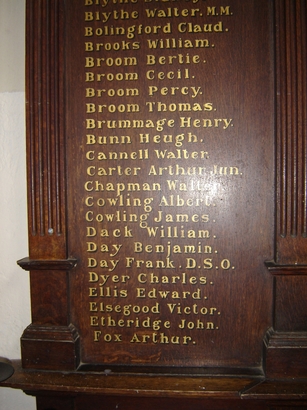 Blythe
Blythe Walter. M.M.
Bolingford Claud.
Brooks William.
Broom Bertie.
Broom Cecil.
Broom Percy.
Broom Thomas.
Brummage Henry.
Bunn Heugh.
Cannell Walter
Carter Arthur Jun.
Chapman Walter.
Cowling Albert.
Cowling James.
Dack William.
Day Benjamin.
Day Frank. D.S.O.
Dyer Charles.
Ellis Edward.
Elsegood Victor.
Etheridge John.
Fox Arthur.